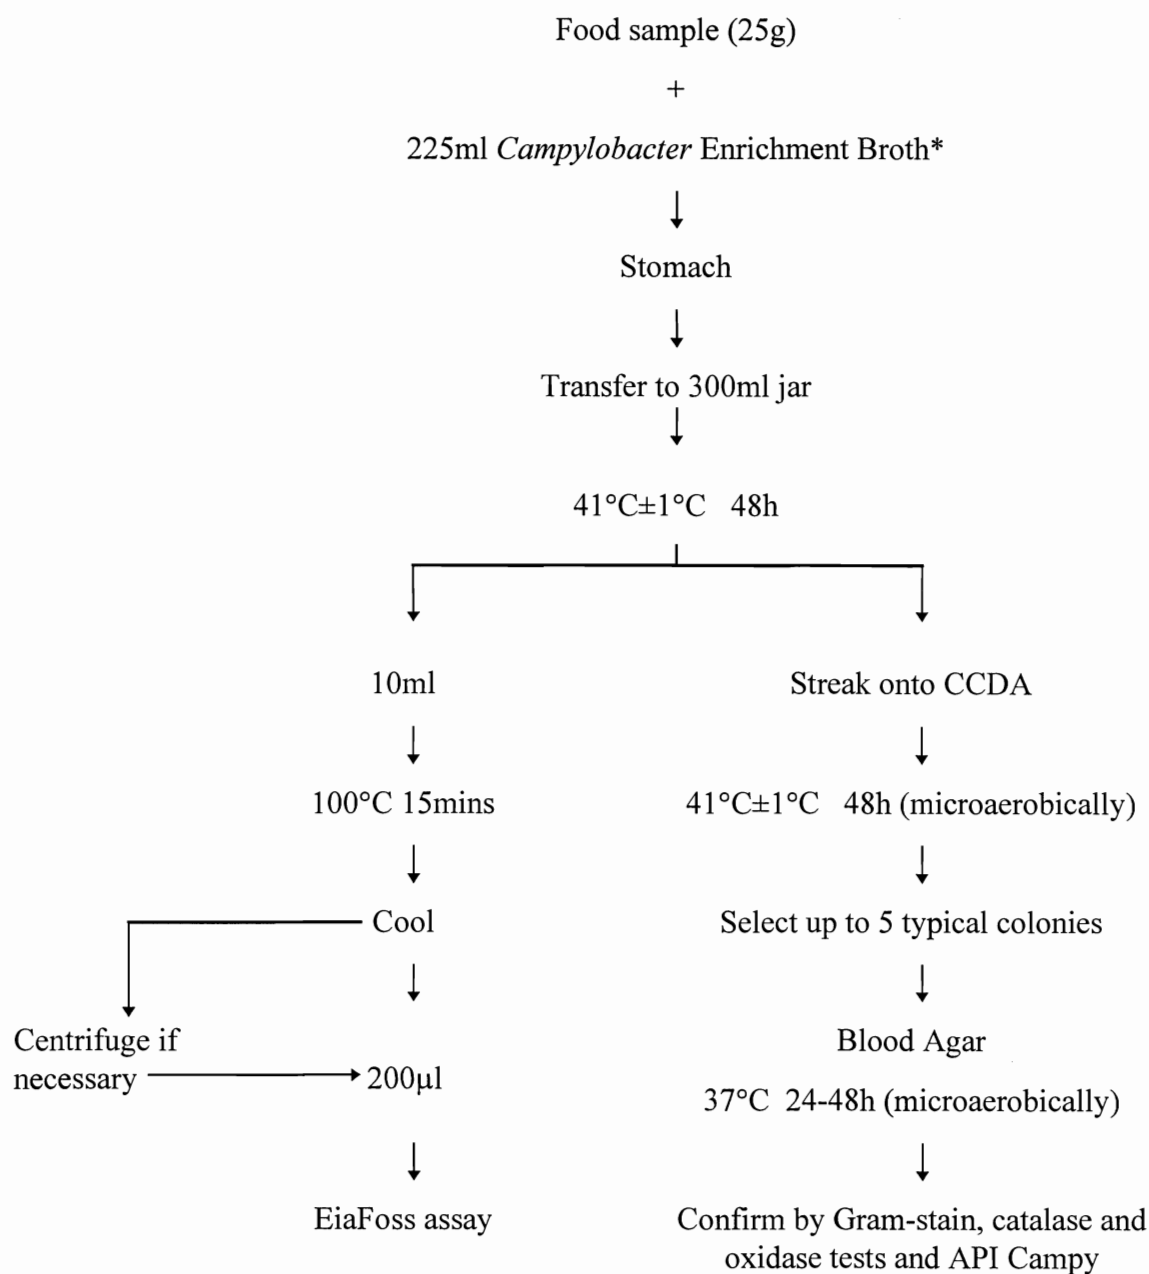 Food sample (25g)
+
225ml Campylobacter Enrichment Broth*
Stomach
Transfer to 300ml jar
41°C±1°C 48h
10ml
100°C 15mins
Cool
Centrifuge if
necessary
200µl
EiaFoss assay
Streak onto CCDA
41°C±1°C 48h (microaerobically)
Select up to 5 typical colonies
Blood Agar
37°C 24-48h (microaerobically)
Confirm by Gram-stain, catalase and
oxidase tests and API Campy